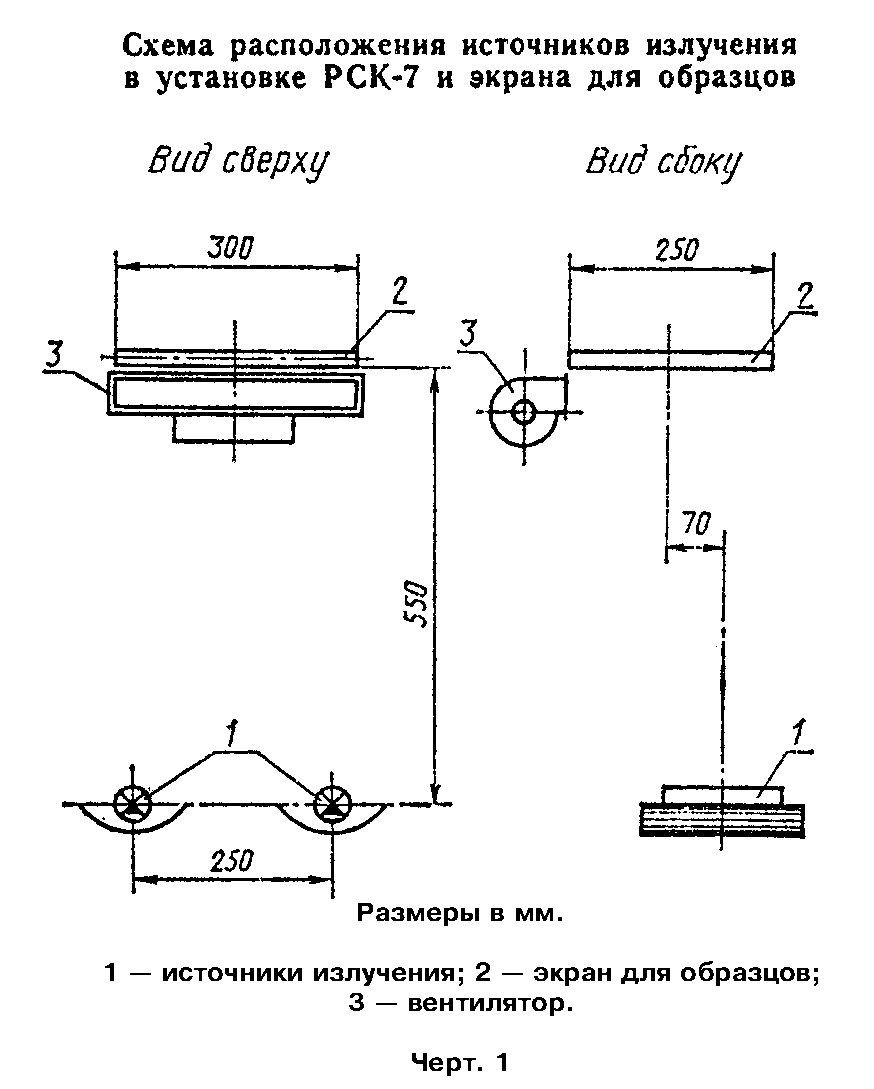 Схема расположения источников излучения
в установке РСК-7 и экрана для образцов
Вид сверху
Вид сбоку
300
2
3
550
1
250
250
2
3
70
1
Размеры в мм.
1 — источники излучения; 2 — экран для образцов;
3 — вентилятор.
Черт. 1